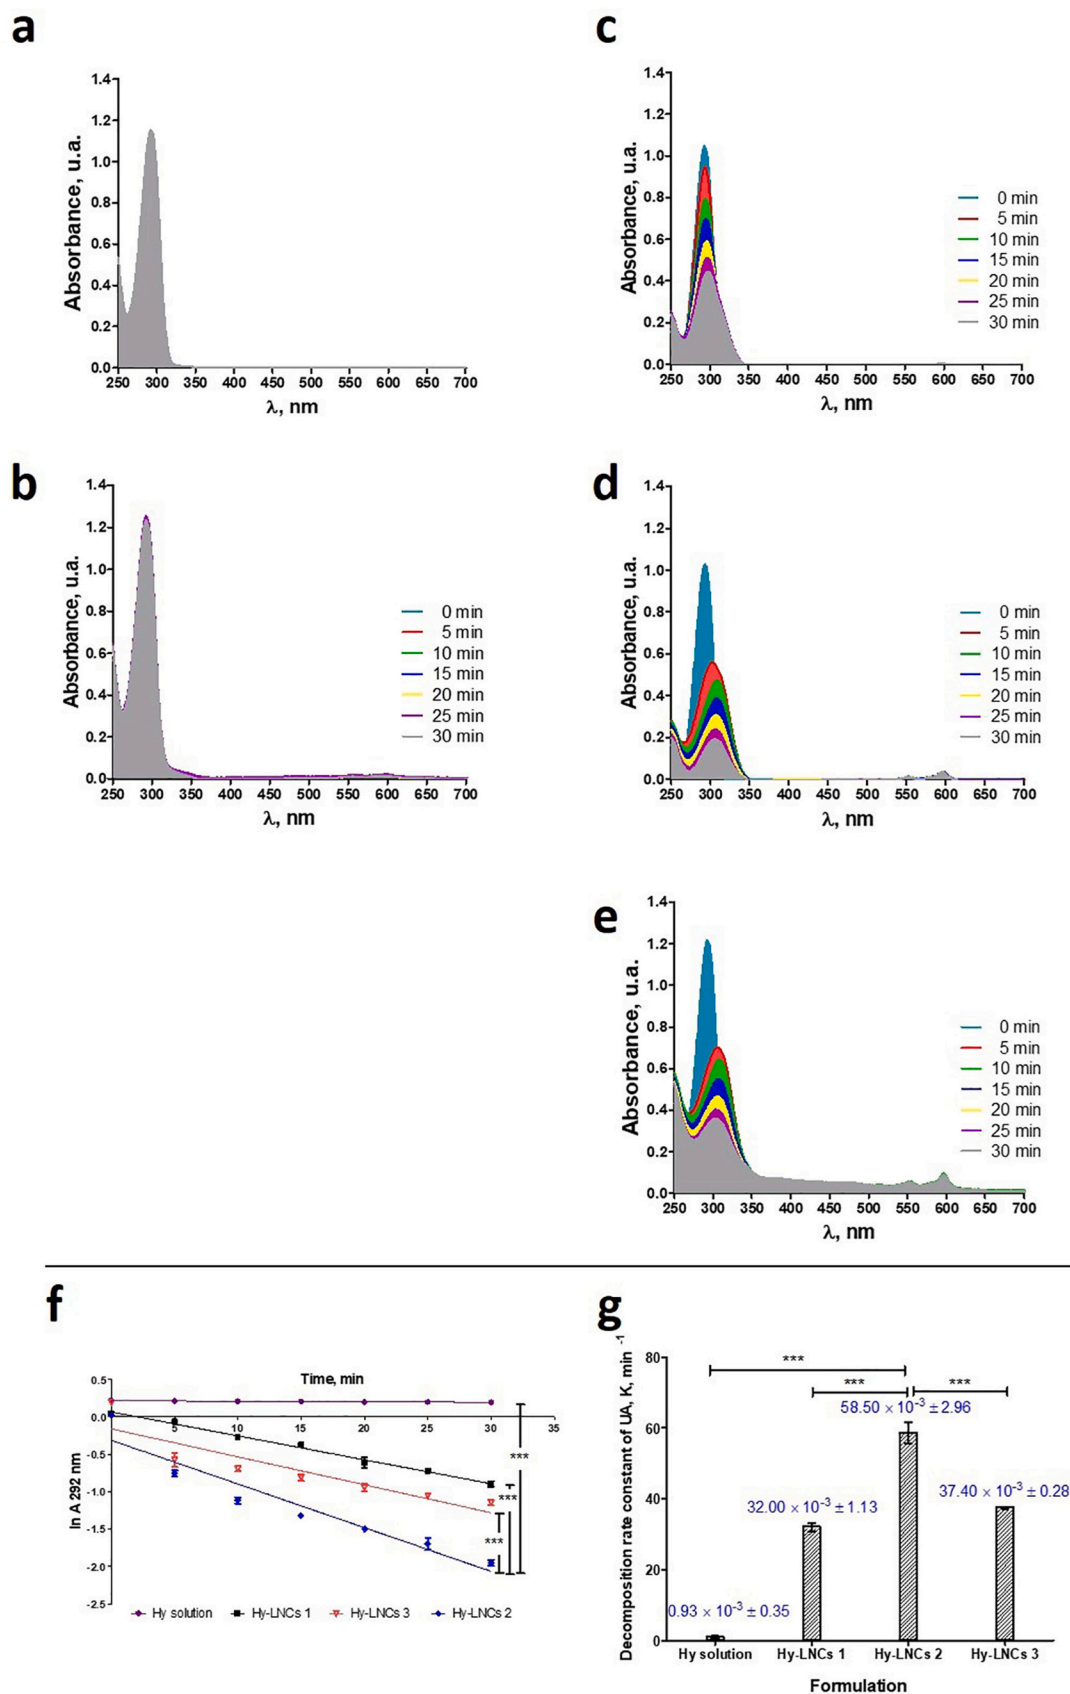 a
1.4
1.2
1.0
0.8
0.6
0.4
0.2
0.0
Absorbance, u.a.
250 300 350 400 450 500 550 600 650 700
λ, nm
c
1.4
1.2
1.0
0.8
0.6
0.4
0.2
0.0
Absorbance, u.a.
0 min
5 min
10 min
15 min
20 min
25 min
30 min
250 300 350 400 450 500 550 600 650 700
λ, nm
b
1.4
1.2
1.0
0.8
0.6
0.4
0.2
0.0
Absorbance, u.a.
0 min
5 min
10 min
15 min
20 min
25 min
30 min
250 300 350 400 450 500 550 600 650 700
λ, nm
d
1.4
1.2
1.0
0.8
0.6
0.4
0.2
0.0
Absorbance, u.a.
0 min
5 min
10 min
15 min
20 min
25 min
30 min
250 300 350 400 450 500 550 600 650 700
λ, nm
e
1.4
1.2
1.0
0.8
0.6
0.4
0.2
0.0
Absorbance, u.a.
0 min
5 min
10 min
15 min
20 min
25 min
30 min
250 300 350 400 450 500 550 600 650 700
λ, nm
f
Time, min
0.5
0.0
-0.5
-1.0
-1.5
-2.0
-2.5
ln A 292 nm
5 10 15 20 25 30 35
***
***
***
Hy solution Hy-LNCs 1 Hy-LNCs 3 Hy-LNCs 2
g
Decomposition rate constant of UA, K, min -1
80
60
40
20
0
***
*** ***
58.50 × 10-3 ± 2.96
37.40 × 10-3 ± 0.28
32.00 × 10-3 ± 1.13
0.93 × 10-3 ± 0.35
Hy solution Hy-LNCs 1 Hy-LNCs 2 Hy-LNCs 3
Formulation